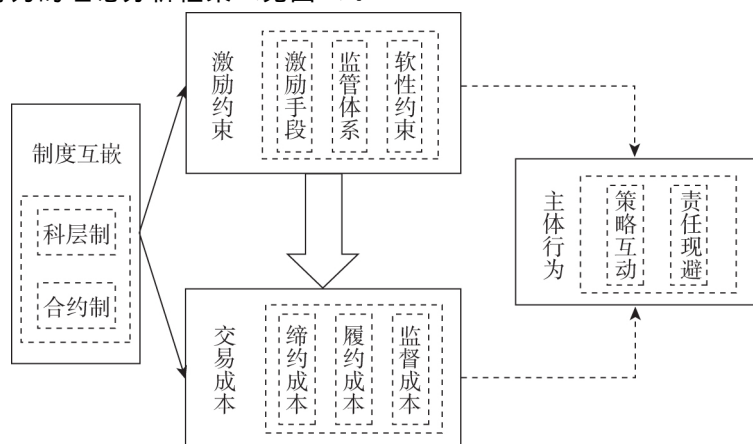 制度互嵌
科层制
合约制
激励约束
激励手段
监管体系
软性约束
交易成本
缔约成本
履约成本
监督成本
主体行为
策略互动
责任现避